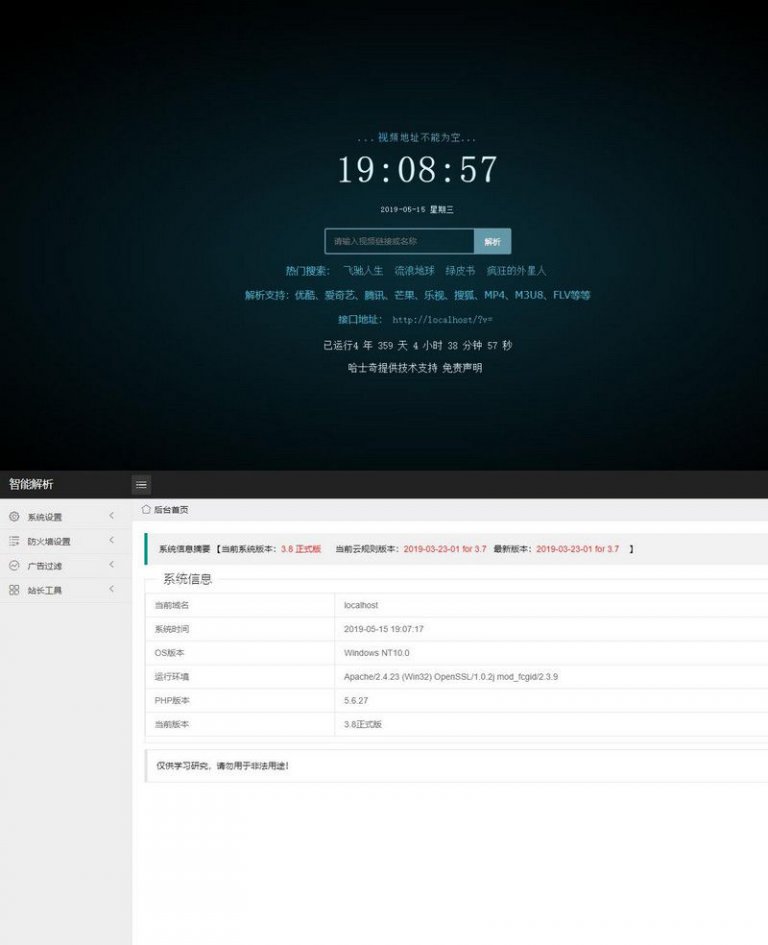 ...视频地址不能为空...
19:08:57
2019-05-15 星期三
请输入视频链接或名称 解析
热门搜索： 飞驰人生 流浪地球 绿皮书 疯狂的外星人
解析支持：优酷、爱奇艺、腾讯、芒果、乐视、搜狐、MP4、M3U8、FLV等等
接口地址： http://localhost/?v=
已运行4 年 359 天 4 小时 38 分钟 57 秒
哈士奇提供技术支持 免责声明
智能解析
系统设置
防火墙设置
广告过滤
站长工具
后台首页
系统信息摘要【当前系统版本：3.8 正式版 当前云规则版本：2019-03-23-01 for 3.7 最新版本：2019-03-23-01 for 3.7 】
系统信息
当前域名 localhost
系统时间 2019-05-15 19:07:17
OS版本 Windows NT10.0
运行环境 Apache/2.4.23 (Win32) OpenSSL/1.0.2j mod_fcgid/2.3.9
PHP版本 5.6.27
当前版本 3.8正式版
仅供学习研究，请勿用于非法用途！